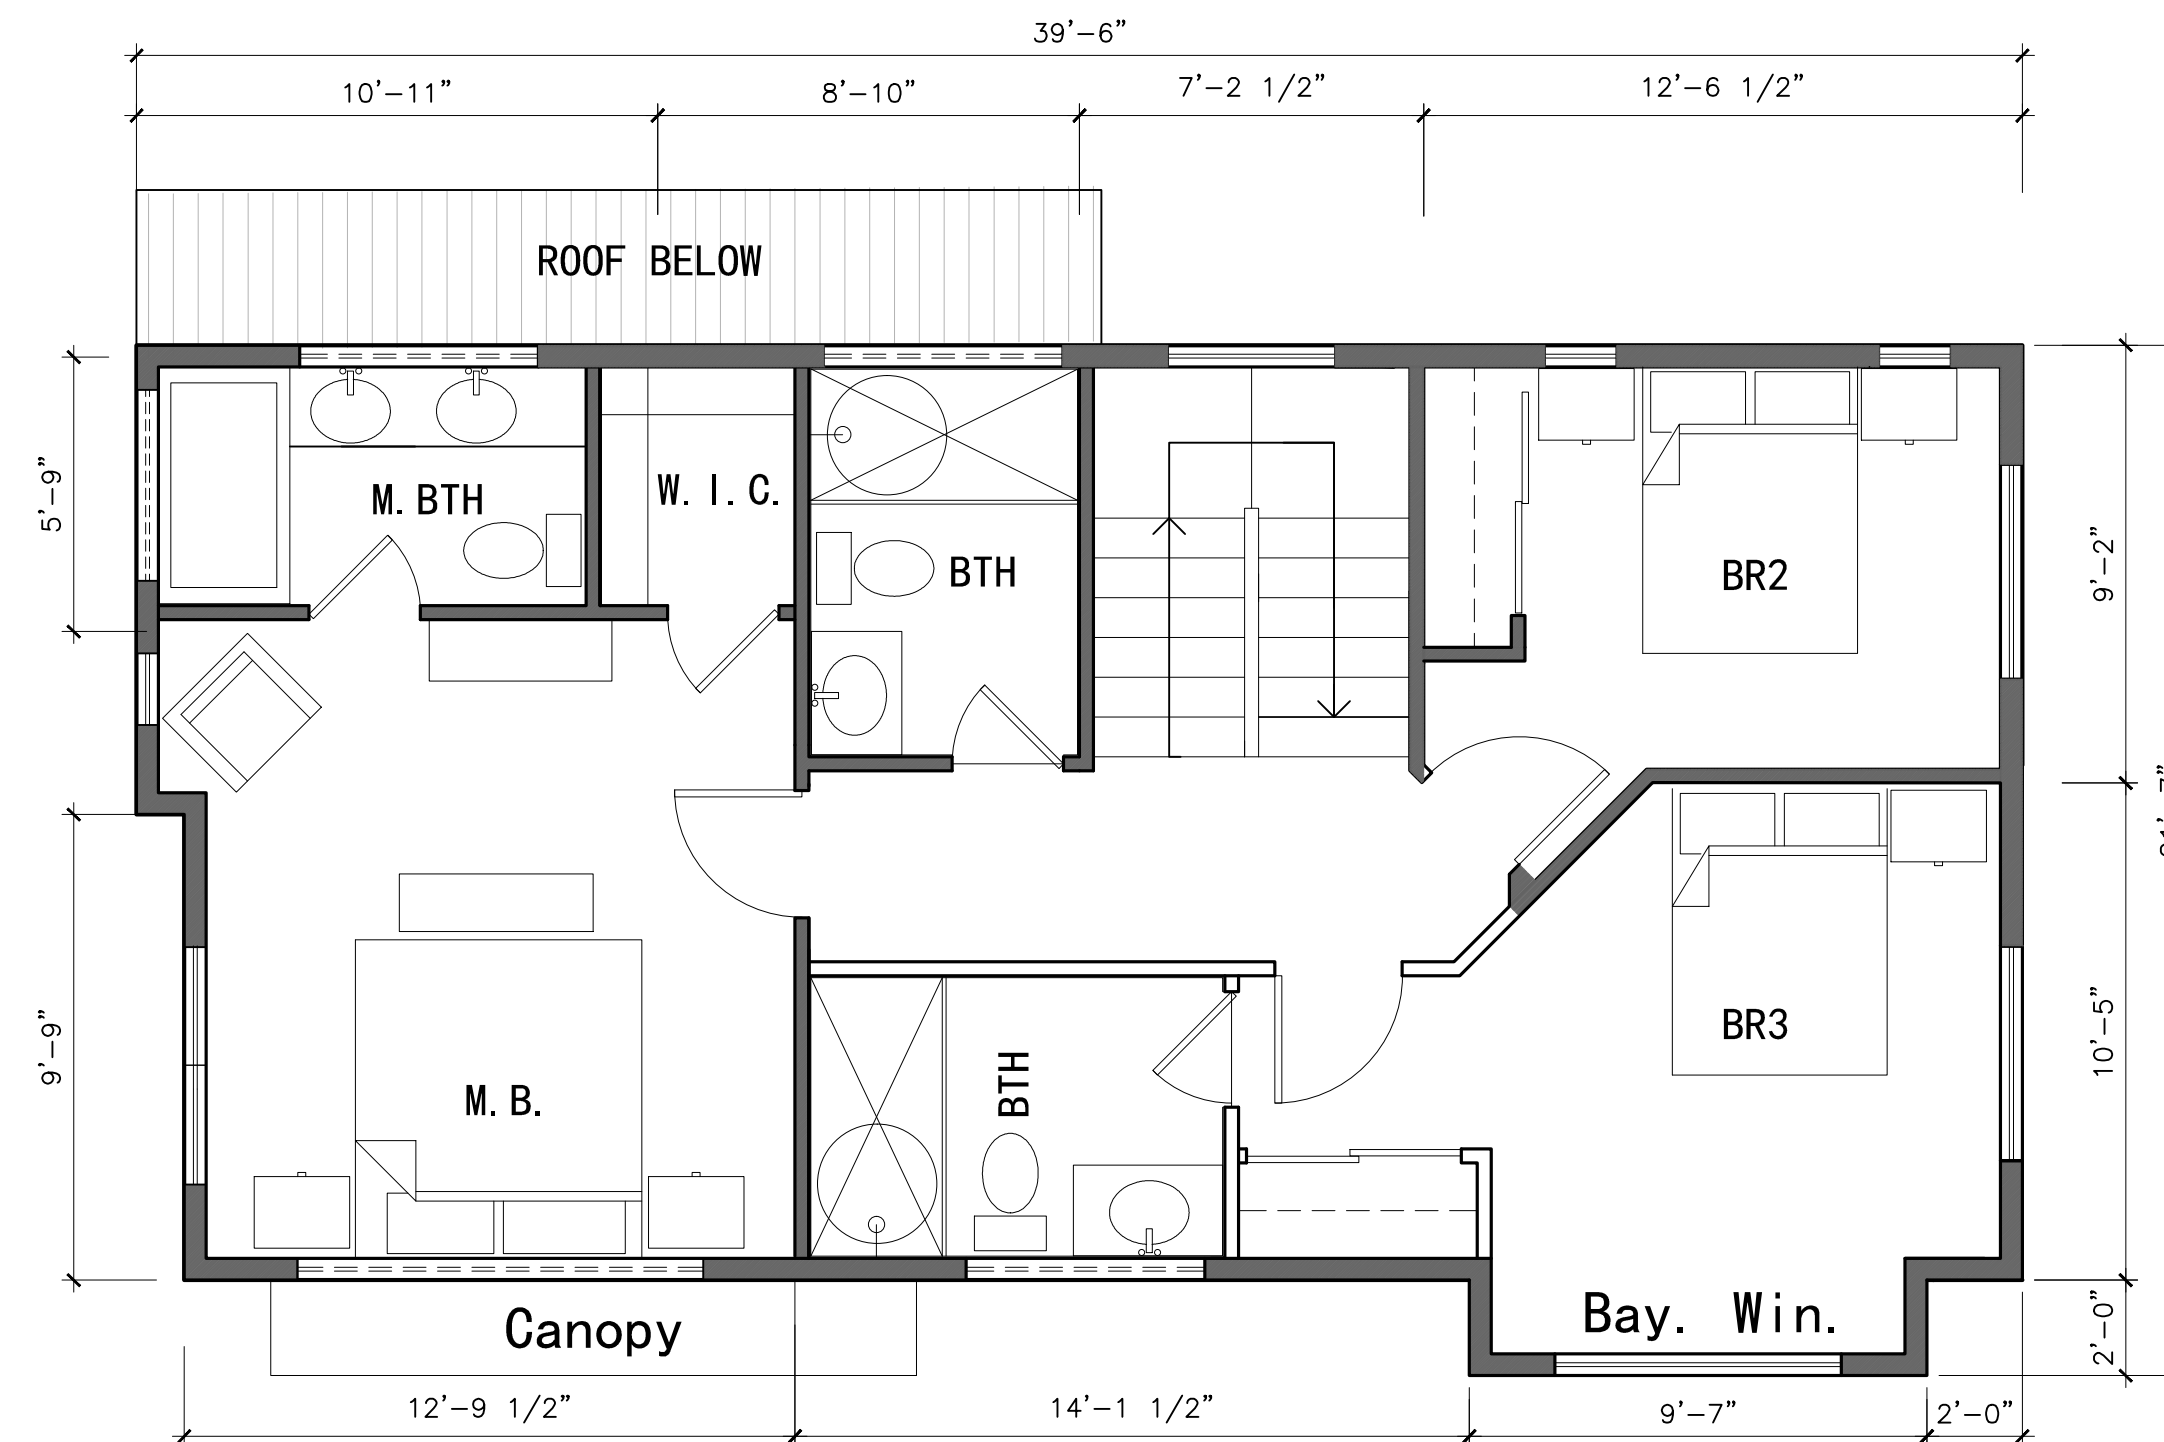 39'-6"
10'-11"
8'-10"
7'-2 1/2"
12'-6 1/2"
ROOF BELOW
5'-9"
M. BTH
W. I. C.
BTH
BR2
9'-2"
9'-9"
M. B.
BTH
BR3
10'-5"
Canopy
Bay. Win.
2'-0"
12'-9 1/2"
14'-1 1/2"
9'-7"
2'-0"